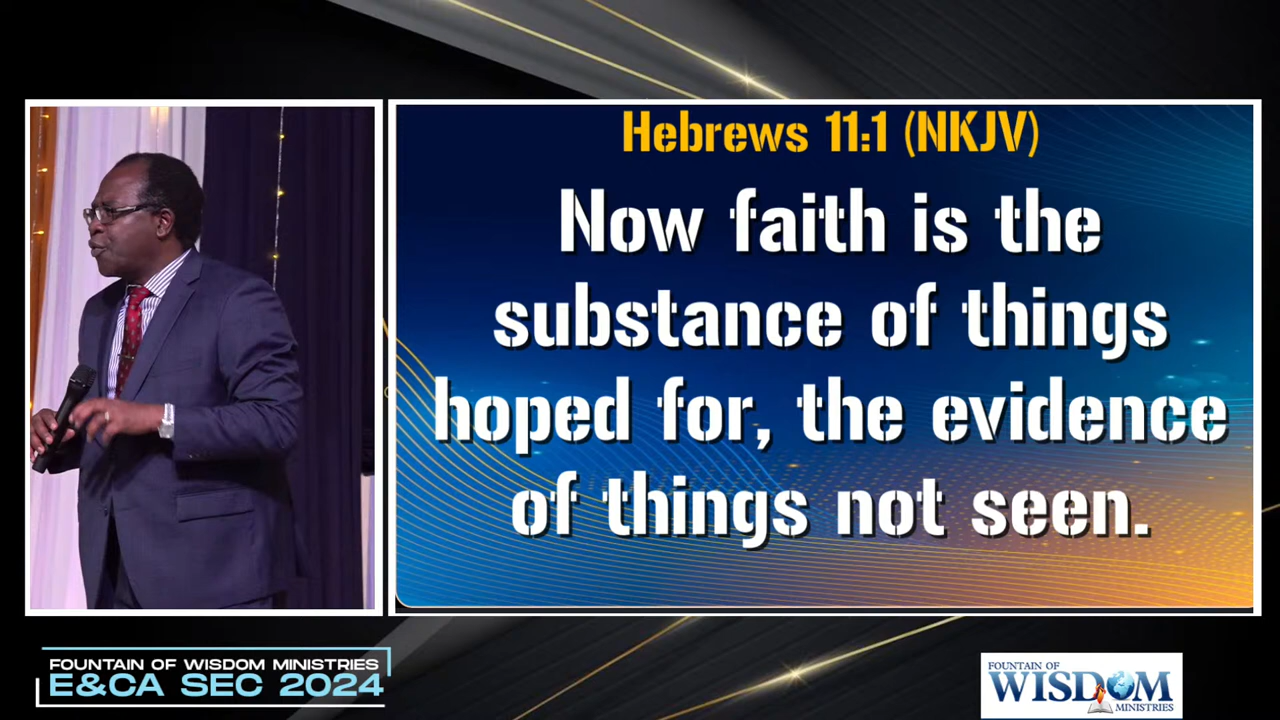 Hebrews 11:1 (NKJV)
Now faith is the
substance of things
hoped for, the evidence
of things not seen.
FOUNTAIN OF WISDOM MINISTRIES
E&CA SEC 2024
FOUNTAIN OF
WISDOM
MINISTRIES